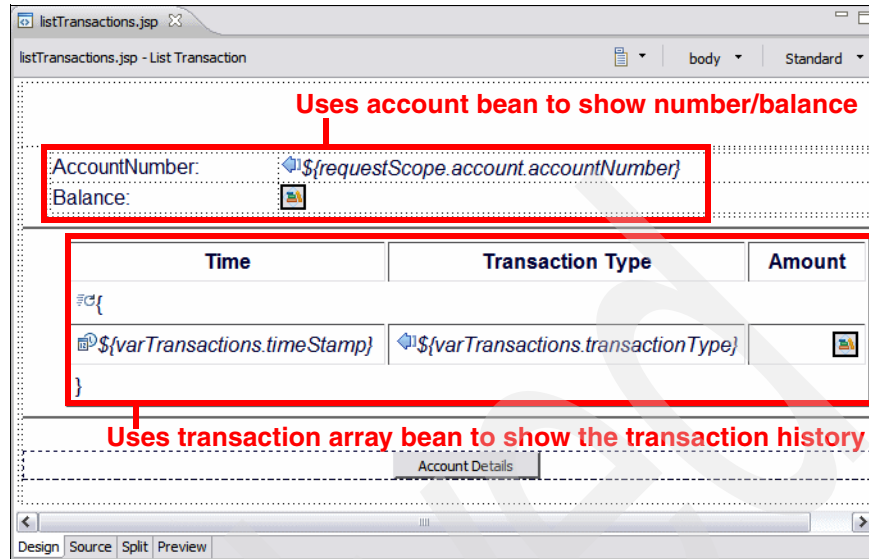 listTransactions.jsp
listTransactions.jsp - List Transaction body Standard
Uses account bean to show number/balance
AccountNumber: ${requestScope.account.accountNumber}
Balance:
Time Transaction Type Amount
{
${varTransactions.timeStamp} ${varTransactions.transactionType}
}
Uses transaction array bean to show the transaction history
Account Details
Design Source Split Preview